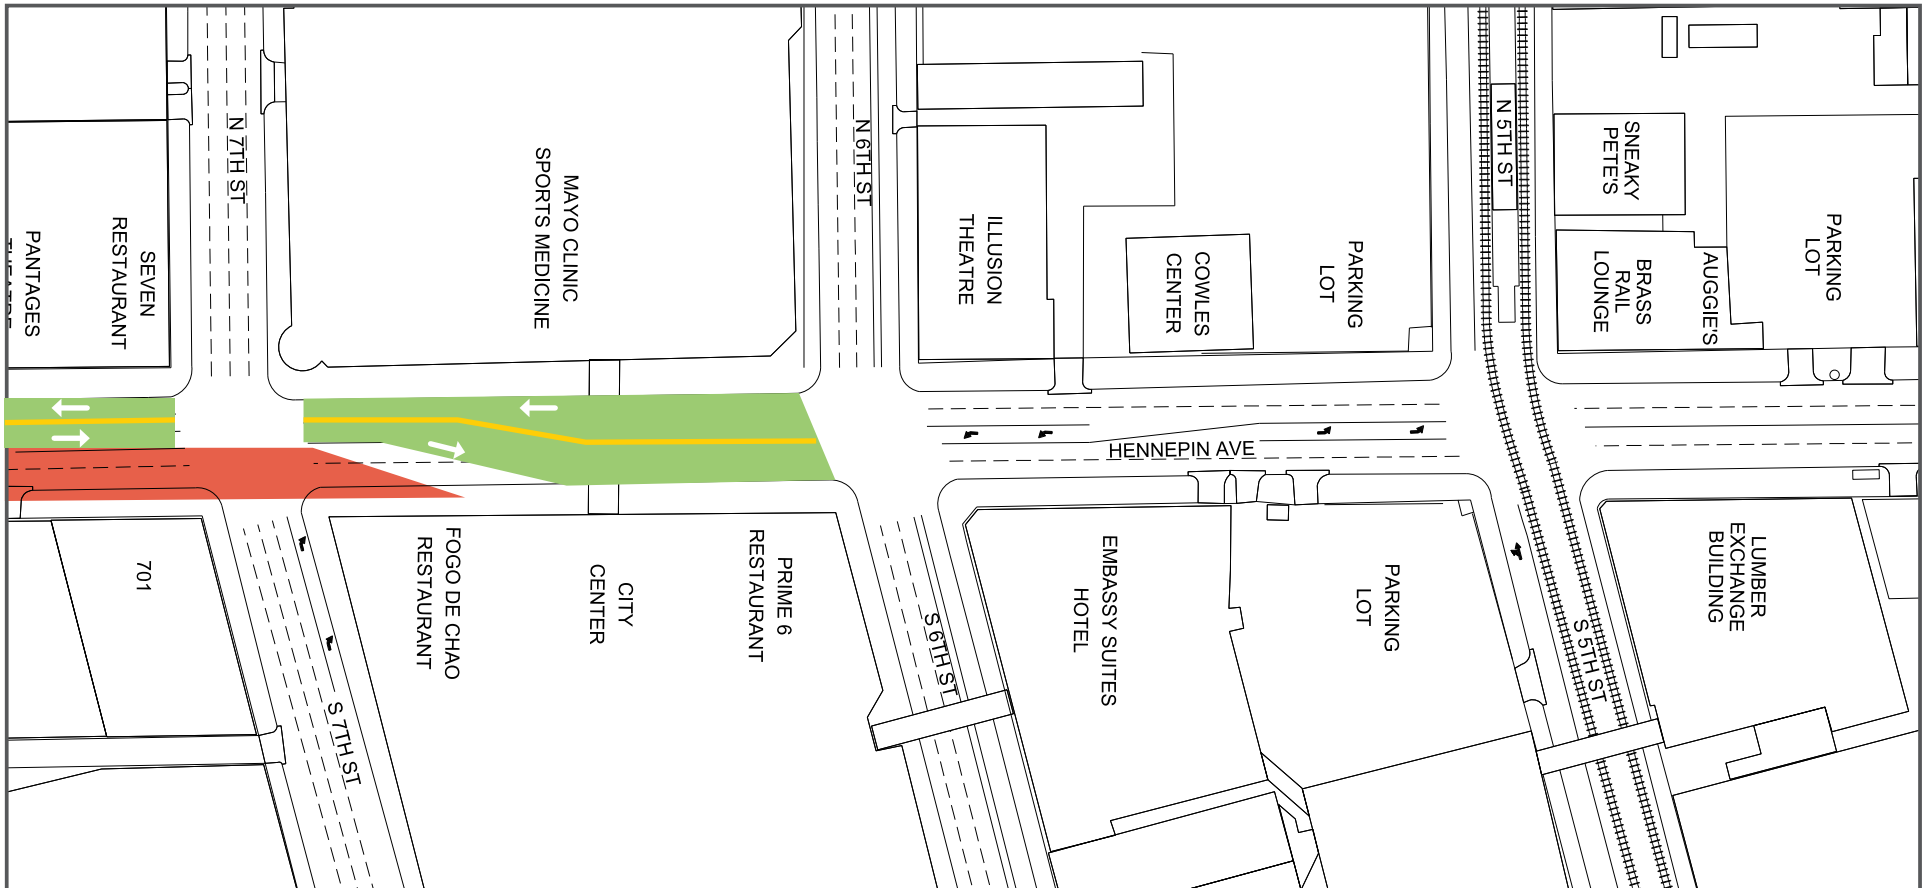 N 7TH ST
MAYO CLINIC
SPORTS MEDICINE
N 6TH ST
ILLUSION
THEATRE
COWLES
CENTER
PARKING
LOT
N 5TH ST
SNEAKY
PETE'S
BRASS
RAIL
LOUNGE
AUGGIE'S
PARKING
LOT
SEVEN
RESTAURANT
PANTAGES
HENNEPIN AVE
701
S 7TH ST
FOGO DE CHAO
RESTAURANT
CITY
CENTER
PRIME 6
RESTAURANT
S 6TH ST
EMBASSY SUITES
HOTEL
PARKING
LOT
S 5TH ST
LUMBER
EXCHANGE
BUILDING